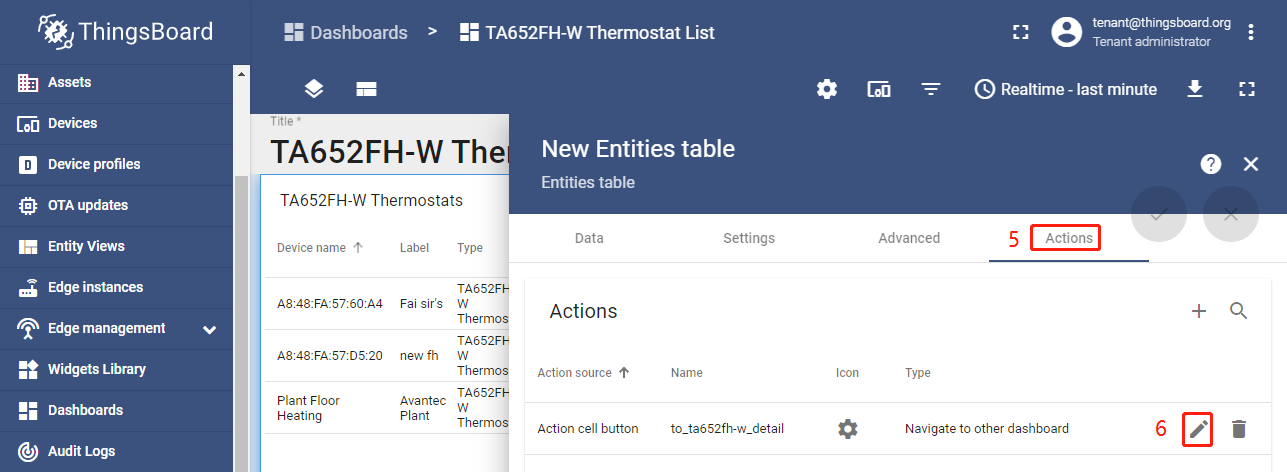 ThingsBoard
Dashboards > TA652FH-W Thermostat List
tenant@thingsboard.org
Tenant administrator
Assets
Devices
Device profiles
OTA updates
Entity Views
Edge instances
Edge management
Widgets Library
Dashboards
Audit Logs
Realtime - last minute
Title *
TA652FH-W The
TA652FH-W Thermostats
Device name Label Type
A8:48:FA:57:60:A4 Fai sir's TA652FH
W
Thermos
A8:48:FA:57:D5:20 new fh TA652FH
W
Thermos
Plant Floor
Heating
Avantec
Plant
TA652FH
W
Thermos
New Entities table
Entities table
?
Data Settings Advanced 5 Actions
Actions
Action source Name Icon Type
Action cell button to_ta652fh-w_detail Navigate to other dashboard 6